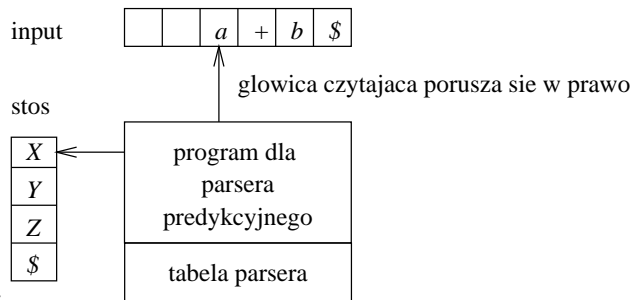 input a + b $
glowica czytajaca porusza sie w prawo
stos
X
Y
Z
$
program dla
parsera
predykcyjnego
tabela parsera